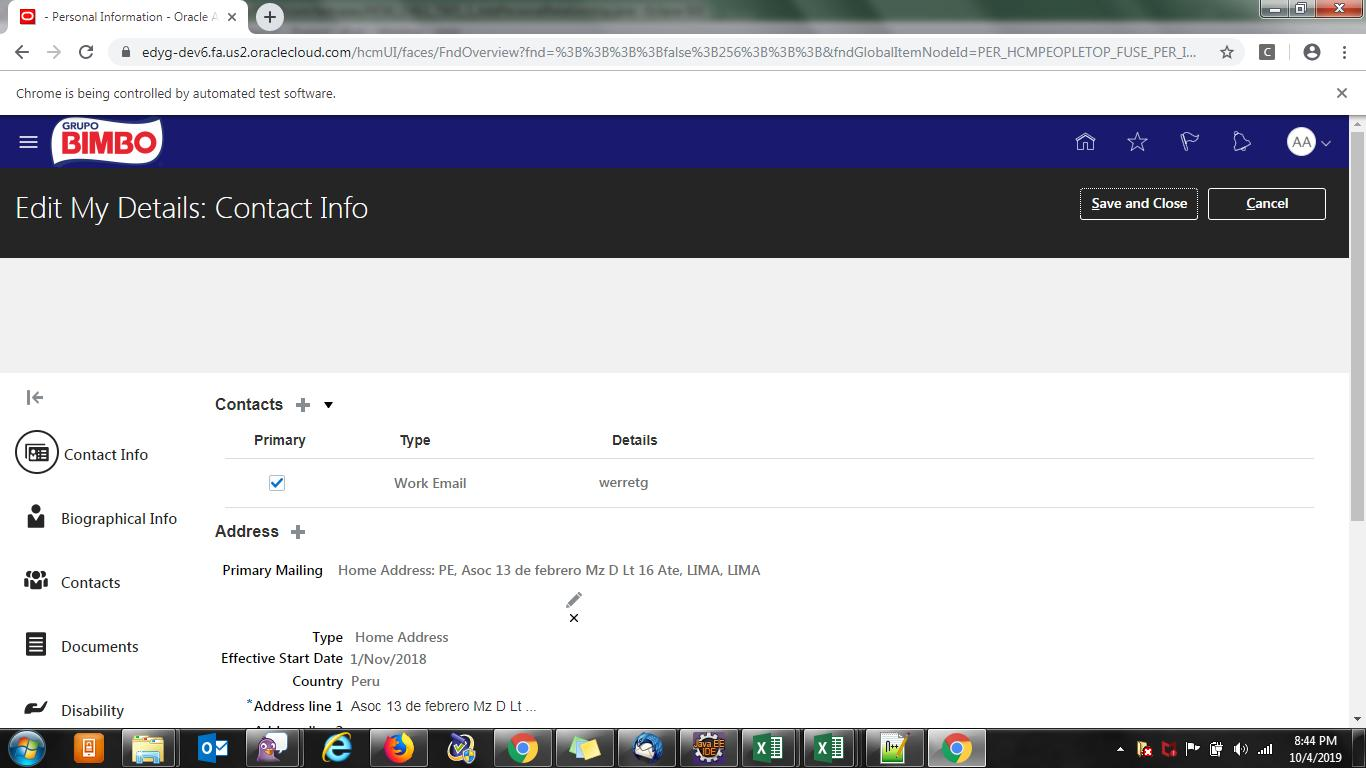 - Personal Information - Oracle A
edyg-dev6.fa.us2.oraclecloud.com/hcmUI/faces/FndOverview?fnd=%3B%3B%3B%3Bfalse%3B256%3B%3B%3B&fndGlobalItemNodeId=PER_HCMPEOPLETOP_FUSE_PER_I...
C
Chrome is being controlled by automated test software.
GRUPO
BIMBO
AA
Edit My Details: Contact Info
Save and Close
Cancel
Contacts
Primary Type Details
Contact Info
Work Email werretg
Biographical Info
Address
Primary Mailing Home Address: PE, Asoc 13 de febrero Mz D Lt 16 Ate, LIMA, LIMA
Contacts
Type Home Address
Documents
Effective Start Date 1/Nov/2018
Country Peru
*Address line 1 Asoc 13 de febrero Mz D Lt ...
Disability
Java EE
IDE
8:44 PM
10/4/2019